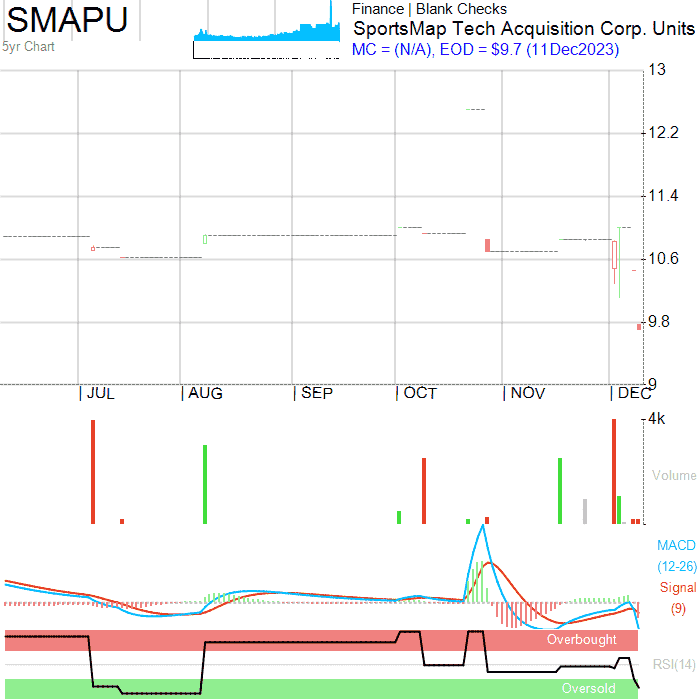 SMAPU
5yr Chart
Finance | Blank Checks
SportsMap Tech Acquisition Corp. Units
MC = (N/A), EOD = $9.7 (11Dec2023)
13
12.2
11.4
10.6
9.8
9
| JUL | AUG | SEP | OCT | NOV | DEC
4k
Volume
MACD
(12-26)
Signal
(9)
Overbought
RSI(14)
Oversold